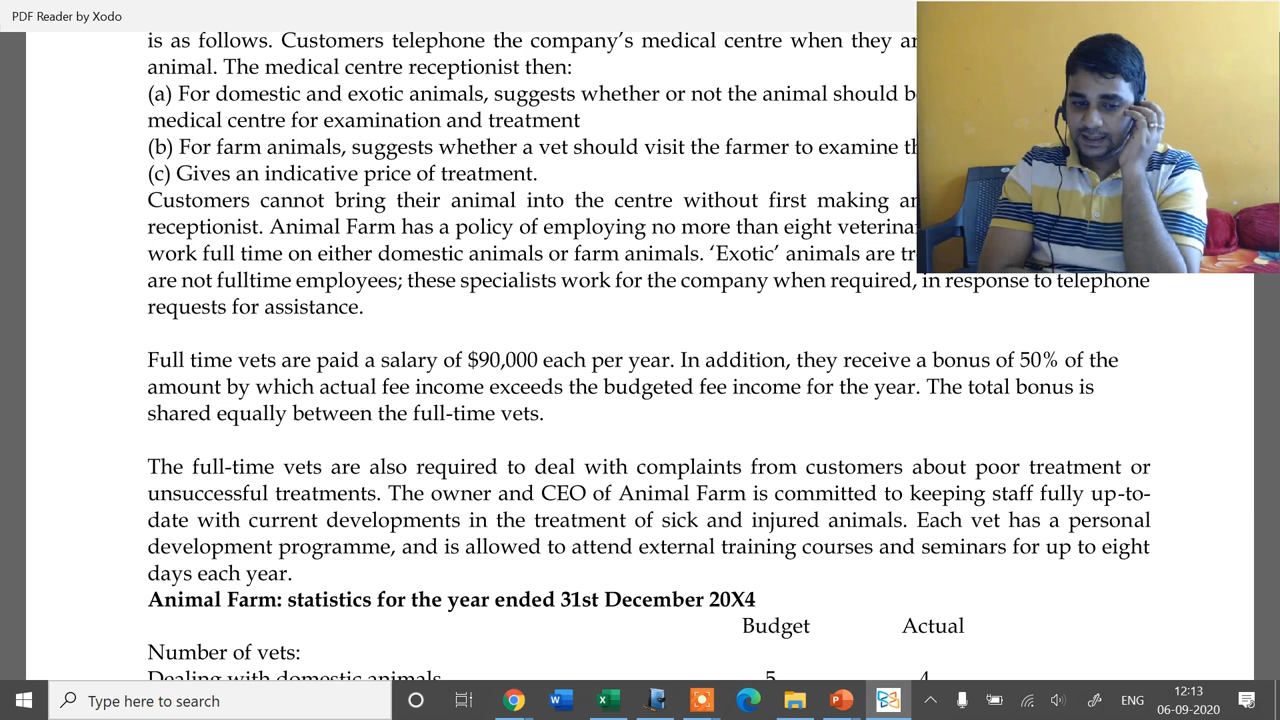 PDF Reader by Xodo
is as follows. Customers telephone the company's medical centre when they
animal. The medical centre receptionist then:
(a) For domestic and exotic animals, suggests whether or not the animal should
medical centre for examination and treatment
(b) For farm animals, suggests whether a vet should visit the farmer to examine
(c) Gives an indicative price of treatment.
Customers cannot bring their animal into the centre without first making
receptionist. Animal Farm has a policy of employing no more than eight
work full time on either domestic animals or farm animals. 'Exotic' animals are
are not fulltime employees; these specialists work for the company when required, in response to telephone
requests for assistance.
Full time vets are paid a salary of $90,000 each per year. In addition, they receive a bonus of 50% of the
amount by which actual fee income exceeds the budgeted fee income for the year. The total bonus is
shared equally between the full-time vets.
The full-time vets are also required to deal with complaints from customers about poor treatment or
unsuccessful treatments. The owner and CEO of Animal Farm is committed to keeping staff fully up-to-
date with current developments in the treatment of sick and injured animals. Each vet has a personal
development programme, and is allowed to attend external training courses and seminars for up to eight
days each year.
Animal Farm: statistics for the year ended 31st December 20X4
Budget Actual
Number of vets:
Dealing with domestic animals 5 4
Type here to search
ENG
12:13
06-09-2020